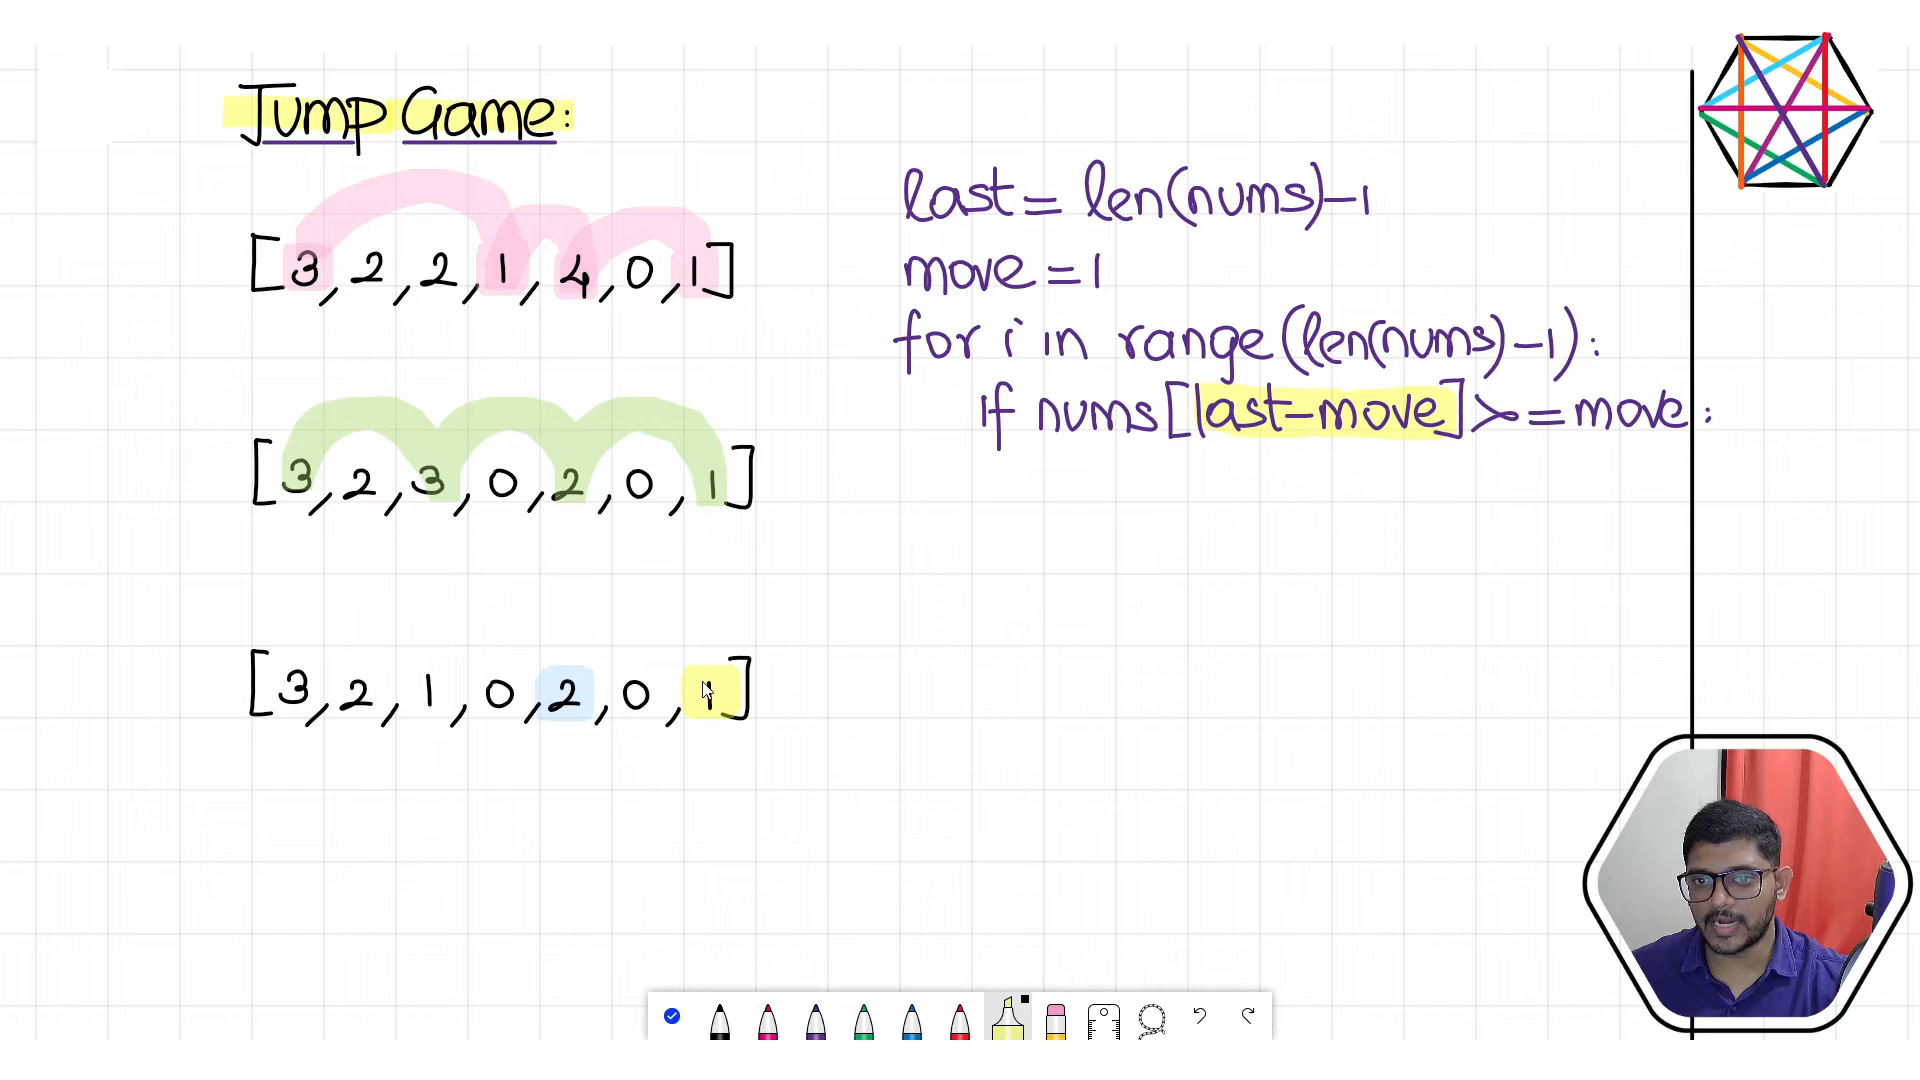 Jump Game:
[3, 2, 2, 1, 4, 0, 1]
[3, 2, 3, 0, 2, 0, 1]
[3, 2, 1, 0, 2, 0, 1]
last = len(nums)-1
move = 1
for i in range(len(nums)-1):
if nums[last-move]>=move: